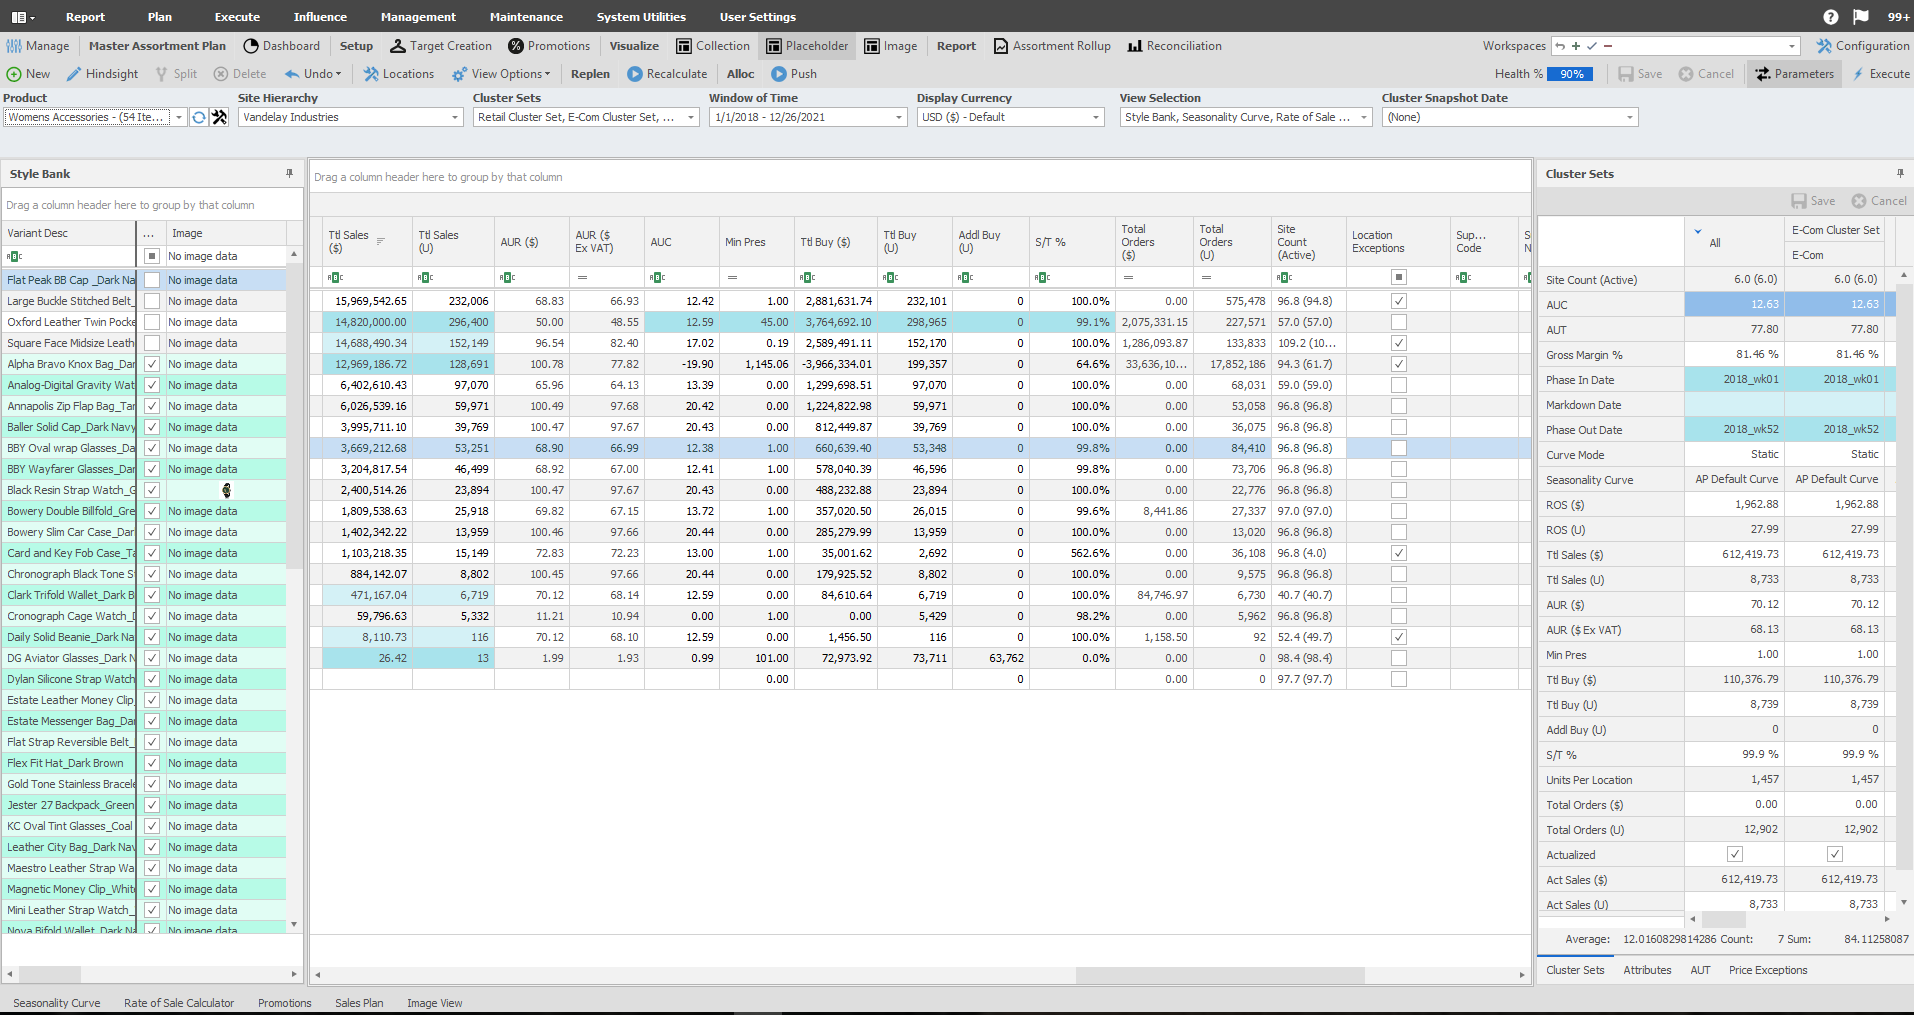 Report Plan Execute Influence Management Maintenance System Utilities User Settings 99+
Manage Master Assortment Plan Dashboard Setup Target Creation Promotions Visualize Collection Placeholder Image Report Assortment Rollup Reconciliation Workspaces Configuration
New Hindsight Split Delete Undo Locations View Options Replen Recalculate Alloc Push Health % 90% Save Cancel Parameters Execute
Product Site Hierarchy Cluster Sets Window of Time Display Currency View Selection Cluster Snapshot Date
Womens Accessories - (54 Ite... Vandelay Industries Retail Cluster Set, E-Com Cluster Set, ... 1/1/2018 - 12/26/2021 USD ($) - Default Style Bank, Seasonality Curve, Rate of Sale ... (None)
Style Bank
Drag a column header here to group by that column
Variant Desc ... Image
No image data
Flat Peak BB Cap _Dark Na No image data
Large Buckle Stitched Belt_ No image data
Oxford Leather Twin Pocke No image data
Square Face Midsize Leath No image data
Alpha Bravo Knox Bag_Dar No image data
Analog-Digital Gravity Wat No image data
Annapolis Zip Flap Bag_Tar No image data
Baller Solid Cap_Dark Navy No image data
BBY Oval wrap Glasses_Da No image data
BBY Wayfarer Glasses_Dar No image data
Black Resin Strap Watch_G
Bowery Double Billfold_Gre No image data
Bowery Slim Car Case_Dar No image data
Card and Key Fob Case_Ta No image data
Chronograph Black Tone S No image data
Clark Trifold Wallet_Dark B No image data
Cronograph Cage Watch_D No image data
Daily Solid Beanie_Dark Na No image data
DG Aviator Glasses_Dark N No image data
Dylan Silicone Strap Watch No image data
Estate Leather Money Clip_ No image data
Estate Messenger Bag_Dar No image data
Flat Strap Reversible Belt_ No image data
Flex Fit Hat_Dark Brown No image data
Gold Tone Stainless Bracele No image data
Jester 27 Backpack_Green No image data
KC Oval Tint Glasses_Coal No image data
Leather City Bag_Dark Nav No image data
Maestro Leather Strap Wa No image data
Magnetic Money Clip_Whit No image data
Mini Leather Strap Watch_ No image data
Nova Bifold Wallet_Dark Na No image data
Drag a column header here to group by that column
Ttl Sales ($) Ttl Sales (U) AUR ($) AUR ($ Ex VAT) AUC Min Pres Ttl Buy ($) Ttl Buy (U) Addl Buy (U) S/T % Total Orders ($) Total Orders (U) Site Count (Active) Location Exceptions Sup... Code S N
15,969,542.65 232,006 68.83 66.93 12.42 1.00 2,881,631.74 232,101 0 100.0% 0.00 575,478 96.8 (94.8)
14,820,000.00 296,400 50.00 48.55 12.59 45.00 3,764,692.10 298,965 0 99.1% 2,075,331.15 227,571 57.0 (57.0)
14,688,490.34 152,149 96.54 82.40 17.02 0.19 2,589,491.11 152,170 0 100.0% 1,286,093.87 133,833 109.2 (10...
12,969,186.72 128,691 100.78 77.82 -19.90 1,145.06 -3,966,334.01 199,357 0 64.6% 33,636,10... 17,852,186 94.3 (61.7)
6,402,610.43 97,070 65.96 64.13 13.39 0.00 1,299,698.51 97,070 0 100.0% 0.00 68,031 59.0 (59.0)
6,026,539.16 59,971 100.49 97.68 20.42 0.00 1,224,822.98 59,971 0 100.0% 0.00 53,058 96.8 (96.8)
3,995,711.10 39,769 100.47 97.67 20.43 0.00 812,449.87 39,769 0 100.0% 0.00 36,075 96.8 (96.8)
3,669,212.68 53,251 68.90 66.99 12.38 1.00 660,639.40 53,348 0 99.8% 0.00 84,410 96.8 (96.8)
3,204,817.54 46,499 68.92 67.00 12.41 1.00 578,040.39 46,596 0 99.8% 0.00 73,706 96.8 (96.8)
2,400,514.26 23,894 100.47 97.67 20.43 0.00 488,232.88 23,894 0 100.0% 0.00 22,776 96.8 (96.8)
1,809,538.63 25,918 69.82 67.15 13.72 1.00 357,020.50 26,015 0 99.6% 8,441.86 27,337 97.0 (97.0)
1,402,342.22 13,959 100.46 97.66 20.44 0.00 285,279.99 13,959 0 100.0% 0.00 13,020 96.8 (96.8)
1,103,218.35 15,149 72.83 72.23 13.00 1.00 35,001.62 2,692 0 562.6% 0.00 36,108 96.8 (4.0)
884,142.07 8,802 100.45 97.66 20.44 0.00 179,925.52 8,802 0 100.0% 0.00 9,575 96.8 (96.8)
471,167.04 6,719 70.12 68.14 12.59 0.00 84,610.64 6,719 0 100.0% 84,746.97 6,730 40.7 (40.7)
59,796.63 5,332 11.21 10.94 0.00 1.00 0.00 5,429 0 98.2% 0.00 5,962 96.8 (96.8)
8,110.73 116 70.12 68.10 12.59 0.00 1,456.50 116 0 100.0% 1,158.50 92 52.4 (49.7)
26.42 13 1.99 1.93 0.99 101.00 72,973.92 73,711 63,762 0.0% 0.00 0 98.4 (98.4)
0.00 0 0.00 0 97.7 (97.7)
Cluster Sets
Save Cancel
All E-Com Cluster Set
E-Com
Site Count (Active) 6.0 (6.0) 6.0 (6.0)
AUC 12.63 12.63
AUT 77.80 77.80
Gross Margin % 81.46 % 81.46 %
Phase In Date 2018_wk01 2018_wk01
Markdown Date
Phase Out Date 2018_wk52 2018_wk52
Curve Mode Static Static
Seasonality Curve AP Default Curve AP Default Curve
ROS ($) 1,962.88 1,962.88
ROS (U) 27.99 27.99
Ttl Sales ($) 612,419.73 612,419.73
Ttl Sales (U) 8,733 8,733
AUR ($) 70.12 70.12
AUR ($ Ex VAT) 68.13 68.13
Min Pres 1.00 1.00
Ttl Buy ($) 110,376.79 110,376.79
Ttl Buy (U) 8,739 8,739
Addl Buy (U) 0 0
S/T % 99.9 % 99.9 %
Units Per Location 1,457 1,457
Total Orders ($) 0.00 0.00
Total Orders (U) 12,902 12,902
Actualized
Act Sales ($) 612,419.73 612,419.73
Act Sales (U) 8,733 8,733
Average: 12.0160829814286 Count: 7 Sum: 84.11258087
Cluster Sets Attributes AUT Price Exceptions
Seasonality Curve Rate of Sale Calculator Promotions Sales Plan Image View